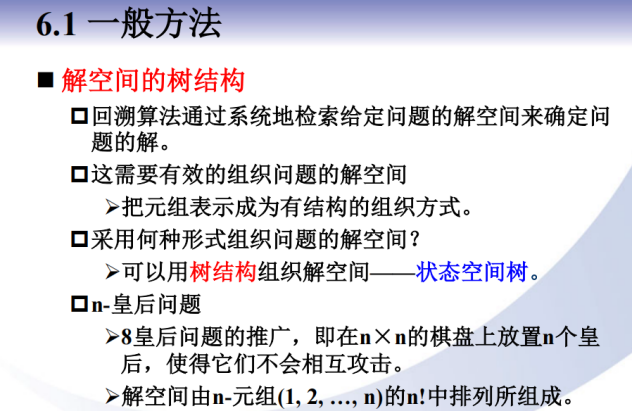 6.1 一般方法
■ 解空间的树结构
回溯算法通过系统地检索给定问题的解空间来确定问
题的解。
这需要有效的组织问题的解空间
➢把元组表示成为有结构的组织方式。
采用何种形式组织问题的解空间？
➢可以用树结构组织解空间——状态空间树。
n-皇后问题
➢8皇后问题的推广，即在n×n的棋盘上放置n个皇
后，使得它们不会相互攻击。
➢解空间由n-元组(1, 2, …, n)的n!中排列所组成。